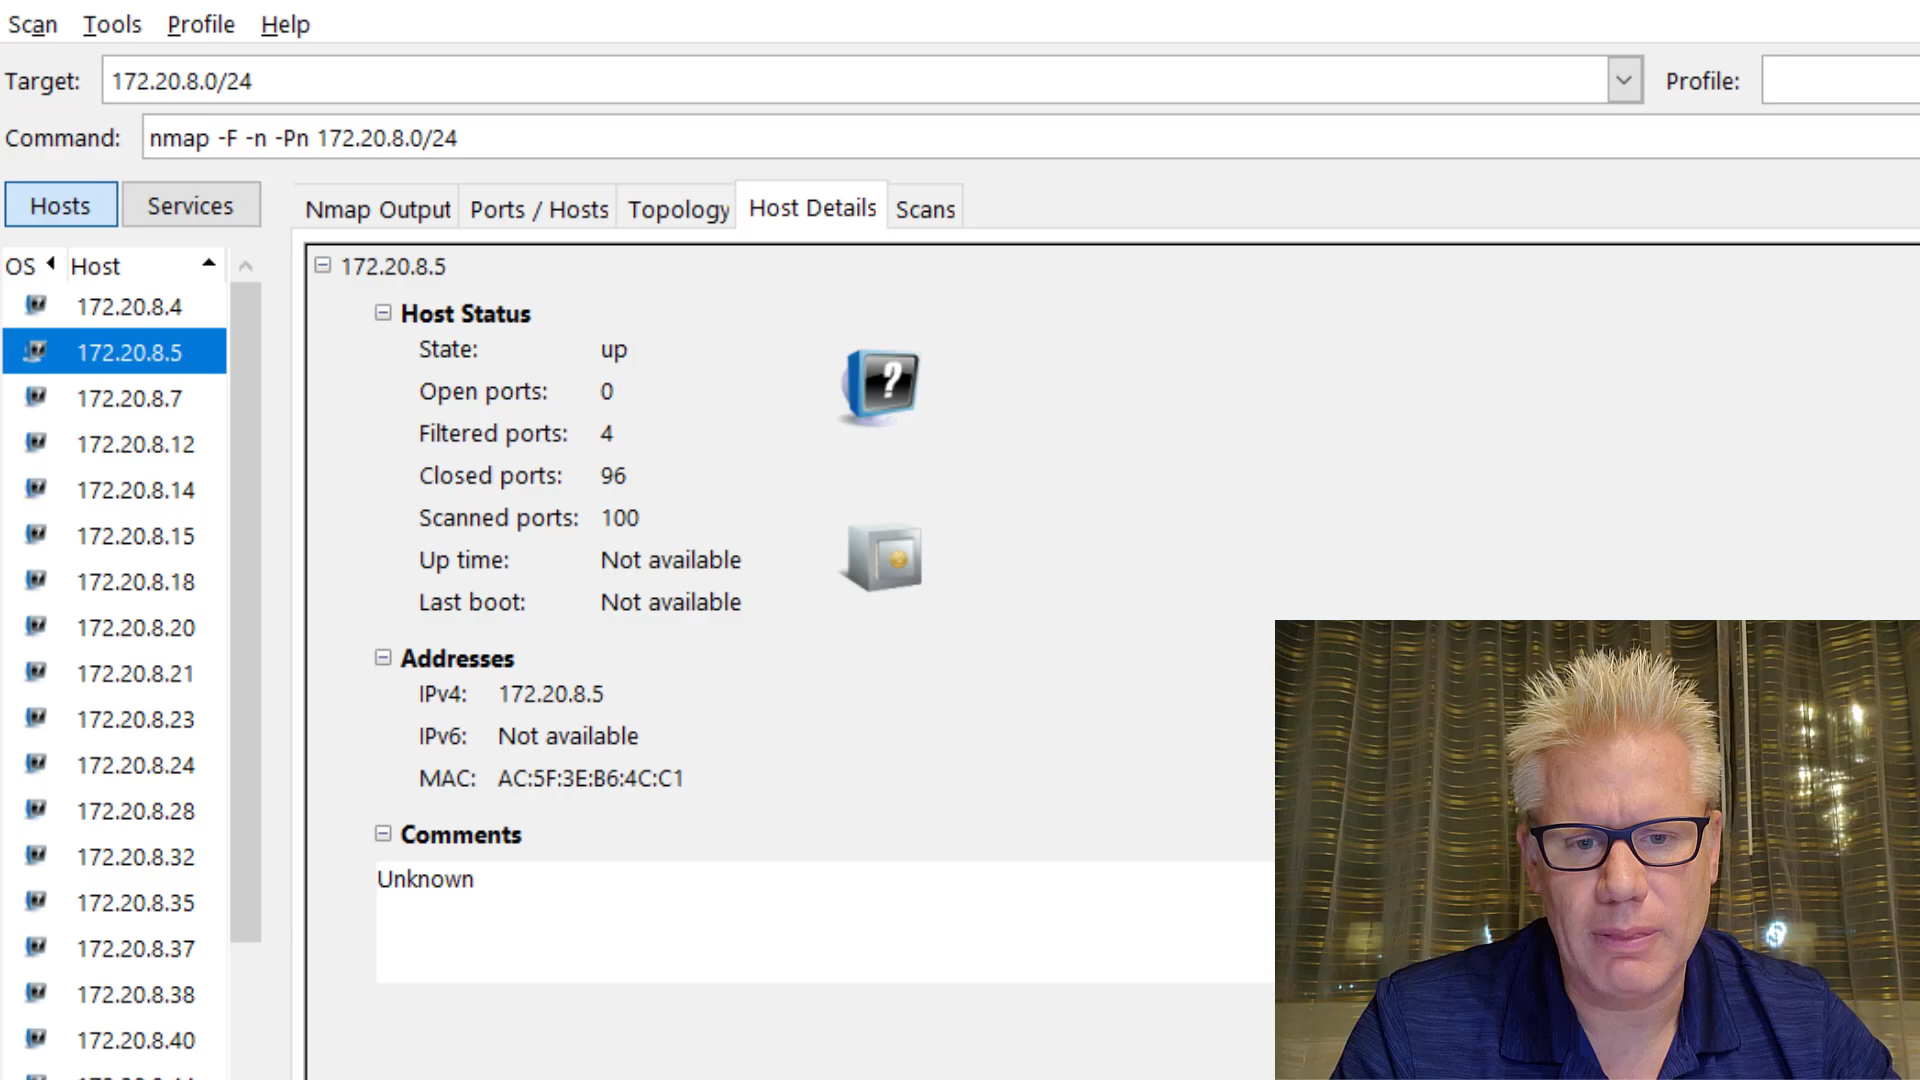 Scan Tools Profile Help
Target: 172.20.8.0/24 Profile:
Command: nmap -F -n -Pn 172.20.8.0/24
Hosts Services
Nmap Output Ports / Hosts Topology Host Details Scans
OS Host
172.20.8.4
172.20.8.5
172.20.8.7
172.20.8.12
172.20.8.14
172.20.8.15
172.20.8.18
172.20.8.20
172.20.8.21
172.20.8.23
172.20.8.24
172.20.8.28
172.20.8.32
172.20.8.35
172.20.8.37
172.20.8.38
172.20.8.40
172.20.8.5
Host Status
State: up
Open ports: 0
Filtered ports: 4
Closed ports: 96
Scanned ports: 100
Up time: Not available
Last boot: Not available
?
Addresses
IPv4: 172.20.8.5
IPv6: Not available
MAC: AC:5F:3E:B6:4C:C1
Comments
Unknown